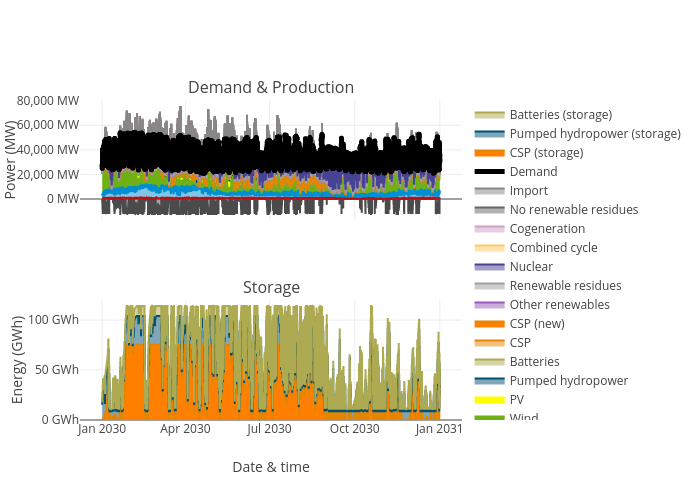 Demand & Production
Power (MW)
80,000 MW
60,000 MW
40,000 MW
20,000 MW
0 MW
Storage
Energy (GWh)
100 GWh
50 GWh
0 GWh
Jan 2030
Apr 2030
Jul 2030
Oct 2030
Jan 2031
Date & time
Batteries (storage)
Pumped hydropower (storage)
CSP (storage)
Demand
Import
No renewable residues
Cogeneration
Combined cycle
Nuclear
Renewable residues
Other renewables
CSP (new)
CSP
Batteries
Pumped hydropower
PV
Wind